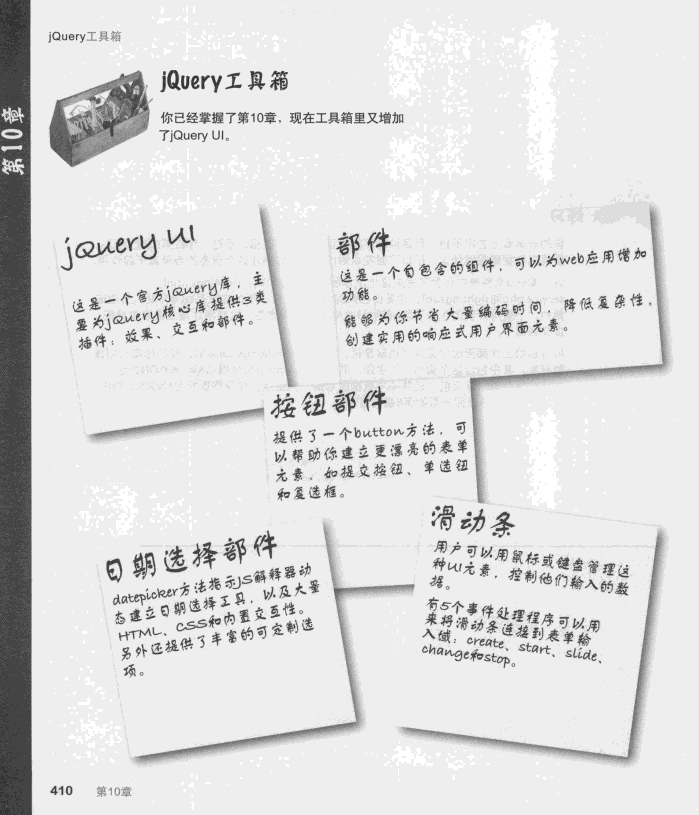 jQuery工具箱
第10章
jQuery工具箱
你已经掌握了第10章，现在工具箱里又增加
了jQuery UI。
jQuery UI
这是一个官方jQuery库，主
要为jQuery核心库提供3类
插件：效果、交互和部件。
部件
这是一个自包含的组件，可以为web应用增加
功能。
能够为你节省大量编码时间，降低复杂性，
创建实用的响应式用户界面元素。
按钮部件
提供了一个button方法，可
以帮助你建立更漂亮的表单
元素，如提交按钮、单选钮
和复选框。
日期选择部件
datepicker方法指示JS解释器动
态建立日期选择工具，以及大量
HTML、CSS和内置交互性。
另外还提供了丰富的可定制选
项。
滑动条
用户可以用鼠标或键盘管理这
种UI元素，控制他们输入的数
据。
有5个事件处理程序可以用
来将滑动条连接到表单输
入域：create、start、slide、
change和stop。
410 第10章